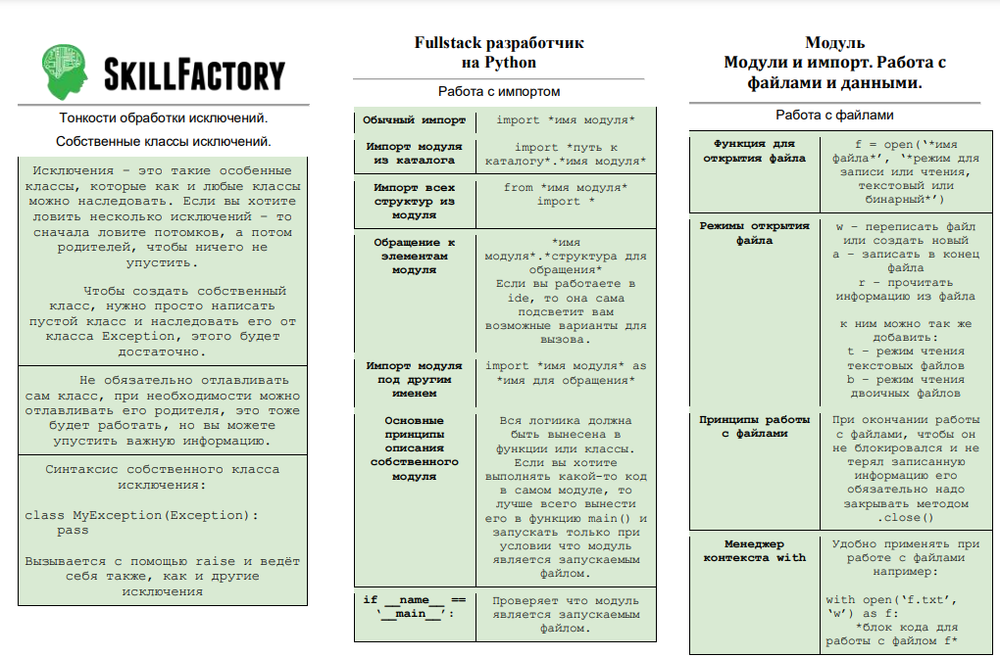 SKILLFACTORY
Тонкости обработки исключений.
Собственные классы исключений.
Исключения – это такие особенные
классы, которые как и любые классы
можно наследовать. Если вы хотите
ловить несколько исключений – то
сначала ловите потомков, а потом
родителей, чтобы ничего не
упустить.
Чтобы создать собственный
класс, нужно просто написать
пустой класс и наследовать его от
класса Exception, этого будет
достаточно.
Не обязательно отлавливать
сам класс, при необходимости можно
отлавливать его родителя, это тоже
будет работать, но вы можете
упустить важную информацию.
Синтаксис собственного класса
исключения:
class MyException(Exception):
pass
Вызывается с помощью raise и ведёт
себя также, как и другие
исключения
Fullstack разработчик
на Python
Работа с импортом
Обычный импорт
import *имя модуля*
Импорт модуля
из каталога
import *путь к
каталогу*.*имя модуля*
Импорт всех
структур из
модуля
from *имя модуля*
import *
Обращение к
элементам
модуля
*имя
модуля*.*структура для
обращения*
Если вы работаете в
ide, то она сама
подсветит вам
возможные варианты для
вызова.
Импорт модуля
под другим
именем
import *имя модуля* as
*имя для обращения*
Основные
принципы
описания
собственного
модуля
Вся логиика должна
быть вынесена в
функции или классы.
Если вы хотите
выполнять какой-то код
в самом модуле, то
лучше всего вынести
его в функцию main() и
запускать только при
условии что модуль
является запускаемым
файлом.
if __name__ ==
‘__main__’:
Проверяет что модуль
является запускаемым
файлом.
Модуль
Модули и импорт. Работа с
файлами и данными.
Работа с файлами
Функция для
открытия файла
f = open(‘*имя
файла*’, ‘*режим для
записи или чтения,
текстовый или
бинарный*’)
Режимы открытия
файла
w – переписать файл
или создать новый
a – записать в конец
файла
r – прочитать
информацию из файла
к ним можно так же
добавить:
t – режим чтения
текстовых файлов
b – режим чтения
двоичных файлов
Принципы работы
с файлами
При окончании работы
с файлами, чтобы он
не блокировался и не
терял записанную
информацию его
обязательно надо
закрывать методом
.close()
Менеджер
контекста with
Удобно применять при
работе с файлами
например:
with open(‘f.txt’,
‘w’) as f:
*блок кода для
работы с файлом f*